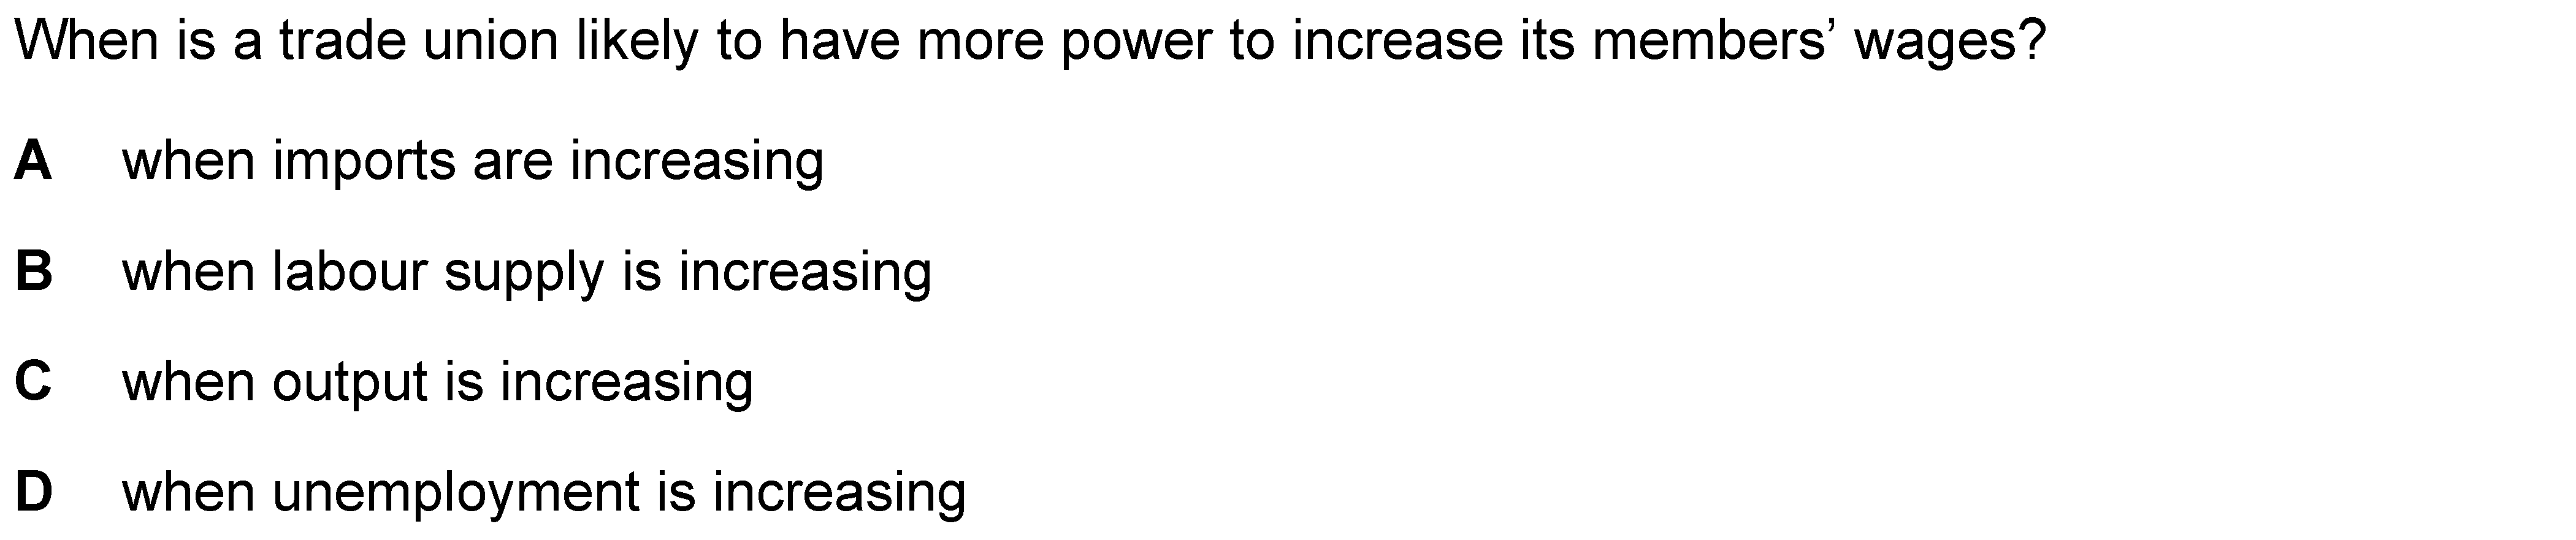 When is a trade union likely to have more power to increase its members’ wages?
A when imports are increasing
B when labour supply is increasing
C when output is increasing
D when unemployment is increasing